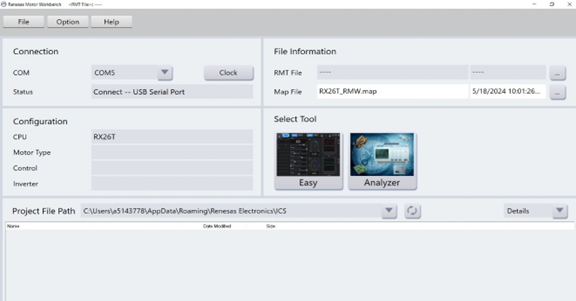 Renesas Motor Workbench <RMT File>: ----
File Option Help
Connection
COM COM5 Clock
Status Connect -- USB Serial Port
File Information
RMT File ---- ---- ...
Map File RX26T_RMW.map 5/18/2024 10:01:26... ...
Configuration
CPU RX26T
Motor Type
Control
Inverter
Select Tool
Easy Analyzer
Project File Path C:\Users\a5143778\AppData\Roaming\Renesas Electronics\ICS Details
Name Date Modified Size